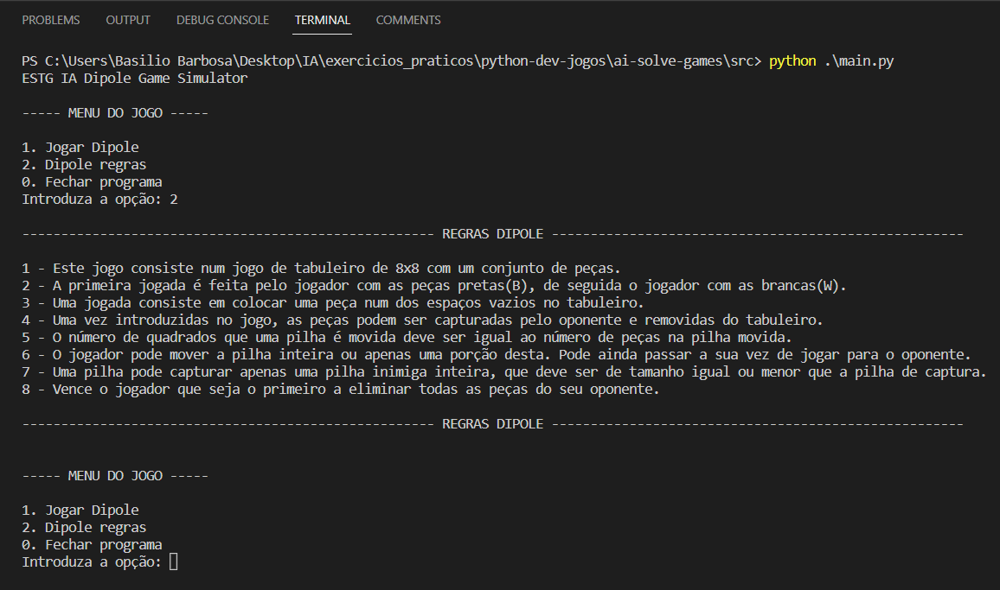 PROBLEMS OUTPUT DEBUG CONSOLE TERMINAL COMMENTS
PS C:\Users\Basilio Barbosa\Desktop\IA\exercicios_praticos\python-dev-jogos\ai-solve-games\src> python .\main.py
ESTG IA Dipole Game Simulator
----- MENU DO JOGO -----
1. Jogar Dipole
2. Dipole regras
0. Fechar programa
Introduza a opção: 2
----------------------------------------------------- REGRAS DIPOLE -----------------------------------------------------
1 - Este jogo consiste num jogo de tabuleiro de 8x8 com um conjunto de peças.
2 - A primeira jogada é feita pelo jogador com as peças pretas(B), de seguida o jogador com as brancas(W).
3 - Uma jogada consiste em colocar uma peça num dos espaços vazios no tabuleiro.
4 - Uma vez introduzidas no jogo, as peças podem ser capturadas pelo oponente e removidas do tabuleiro.
5 - O número de quadrados que uma pilha é movida deve ser igual ao número de peças na pilha movida.
6 - O jogador pode mover a pilha inteira ou apenas uma porção desta. Pode ainda passar a sua vez de jogar para o oponente.
7 - Uma pilha pode capturar apenas uma pilha inimiga inteira, que deve ser de tamanho igual ou menor que a pilha de captura.
8 - Vence o jogador que seja o primeiro a eliminar todas as peças do seu oponente.
----------------------------------------------------- REGRAS DIPOLE -----------------------------------------------------
----- MENU DO JOGO -----
1. Jogar Dipole
2. Dipole regras
0. Fechar programa
Introduza a opção: